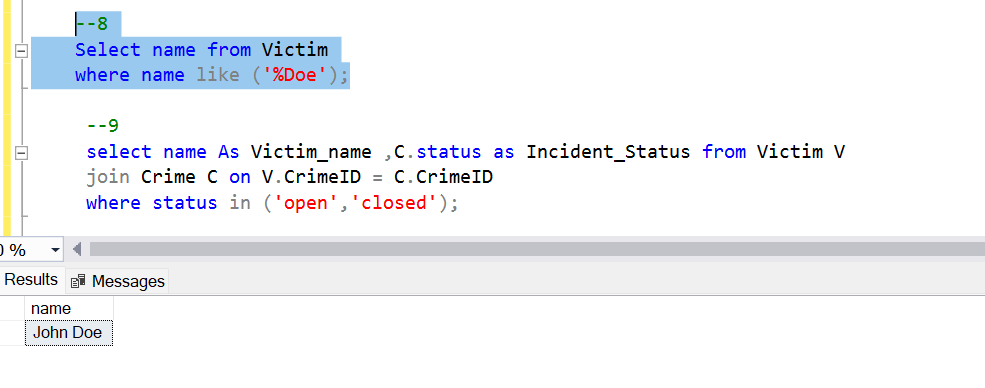 --8
Select name from Victim
where name like ('%Doe');
--9
select name As Victim_name ,C.status as Incident_Status from Victim V
join Crime C on V.CrimeID = C.CrimeID
where status in ('open','closed');
%
Results Messages
name
John Doe